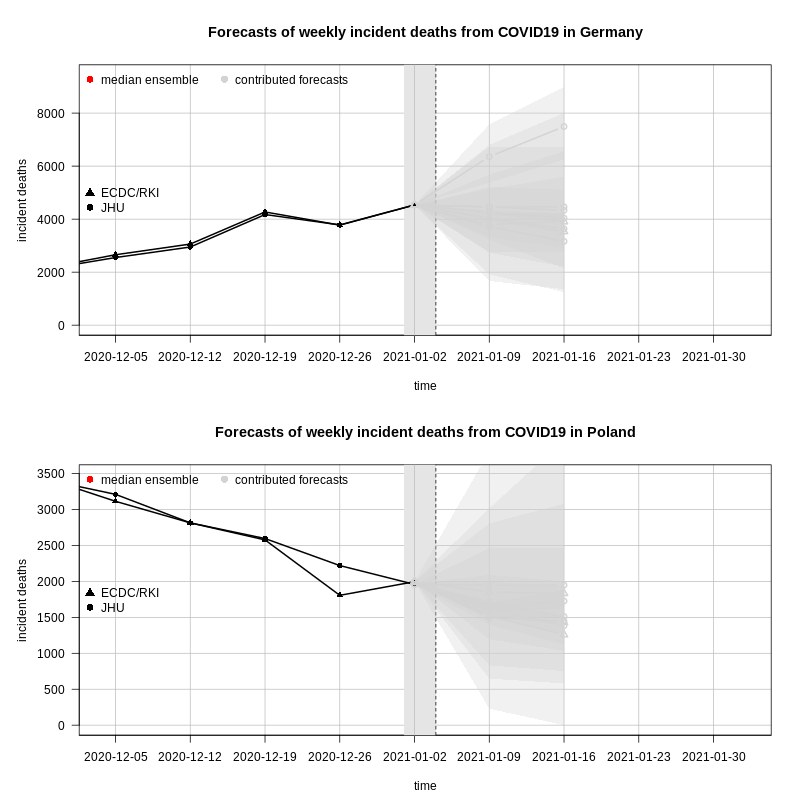 Forecasts of weekly incident deaths from COVID19 in Germany
median ensemble contributed forecasts
8000
6000
ECDC/RKI
JHU
4000
2000
0
incident deaths
2020-12-05 2020-12-12 2020-12-19 2020-12-26 2021-01-02 2021-01-09 2021-01-16 2021-01-23 2021-01-30
time
Forecasts of weekly incident deaths from COVID19 in Poland
median ensemble contributed forecasts
3500
3000
2500
2000
ECDC/RKI
JHU
1500
1000
500
0
incident deaths
2020-12-05 2020-12-12 2020-12-19 2020-12-26 2021-01-02 2021-01-09 2021-01-16 2021-01-23 2021-01-30
time